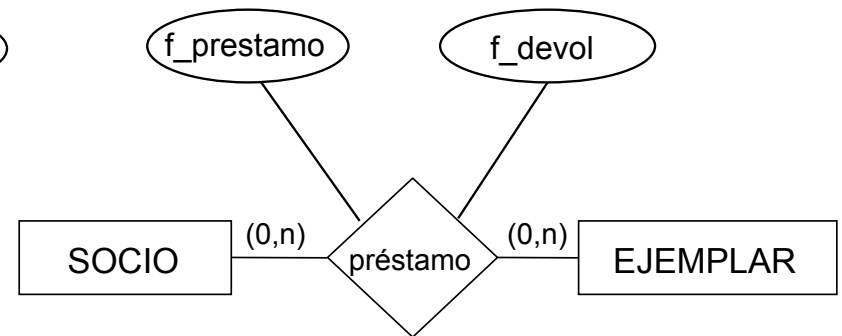 f_prestamo
f_devol
SOCIO
(0,n)
préstamo
(0,n)
EJEMPLAR